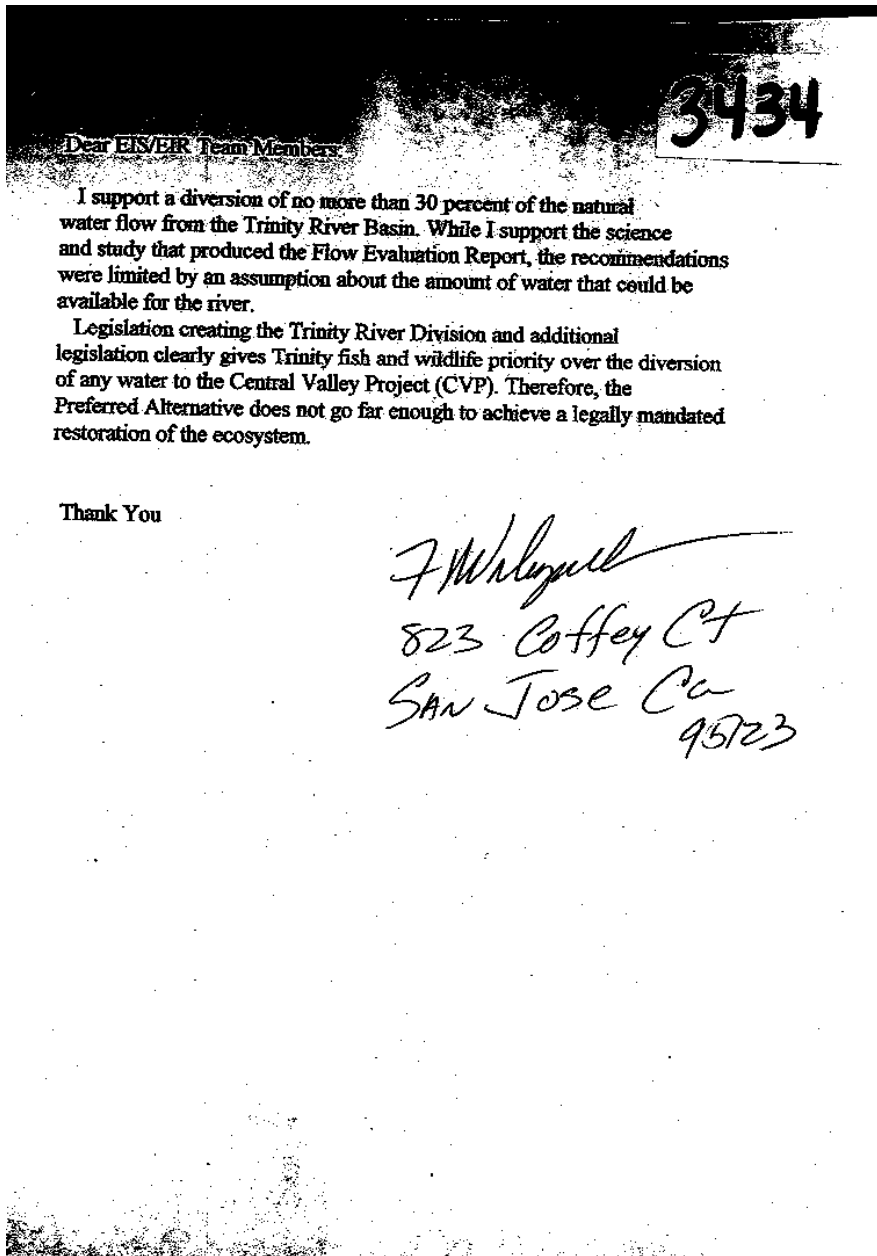 3434
Dear EIS/EIR Team Members:
I support a diversion of no more than 30 percent of the natural
water flow from the Trinity River Basin. While I support the science
and study that produced the Flow Evaluation Report, the recommendations
were limited by an assumption about the amount of water that could be
available for the river.
Legislation creating the Trinity River Division and additional
legislation clearly gives Trinity fish and wildlife priority over the diversion
of any water to the Central Valley Project (CVP). Therefore, the
Preferred Alternative does not go far enough to achieve a legally mandated
restoration of the ecosystem.
Thank You
823 Coffey Ct
SAN JOSE Ca
95123